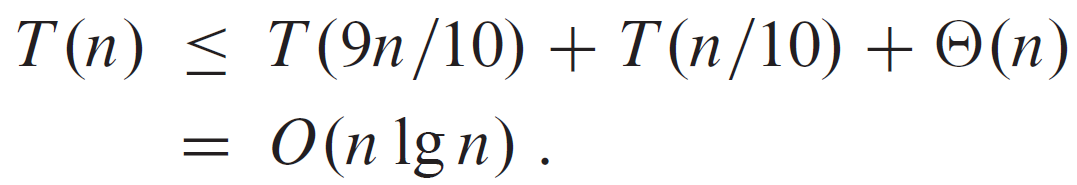 T(n) ≤ T(9n/10) + T(n/10) + Θ(n)
= O(n lg n) .